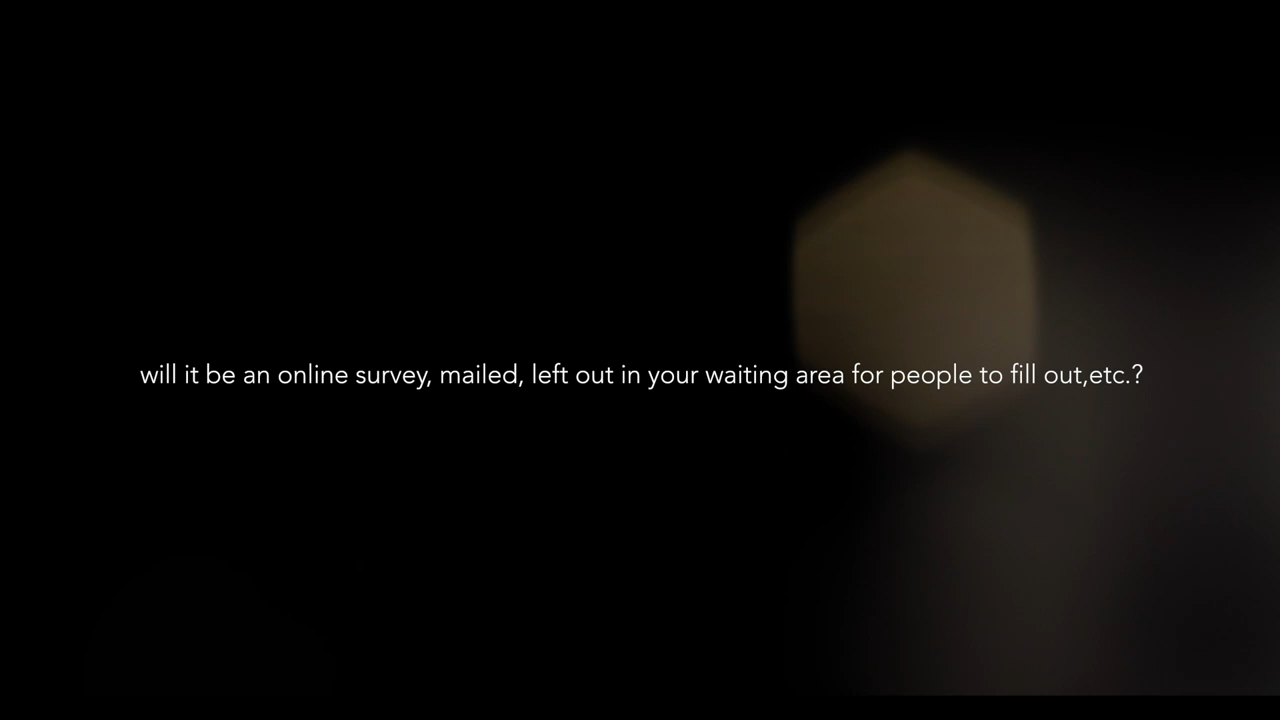 will it be an online survey, mailed, left out in your waiting area for people to fill out,etc.?